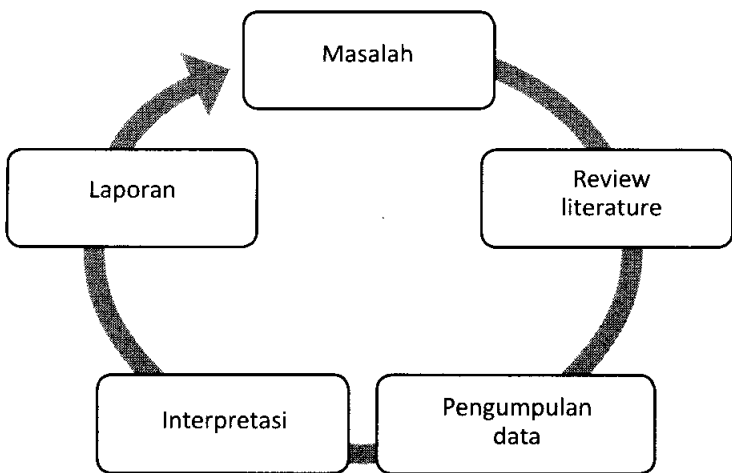 Masalah
Review
literature
Pengumpulan
data
Interpretasi
Laporan